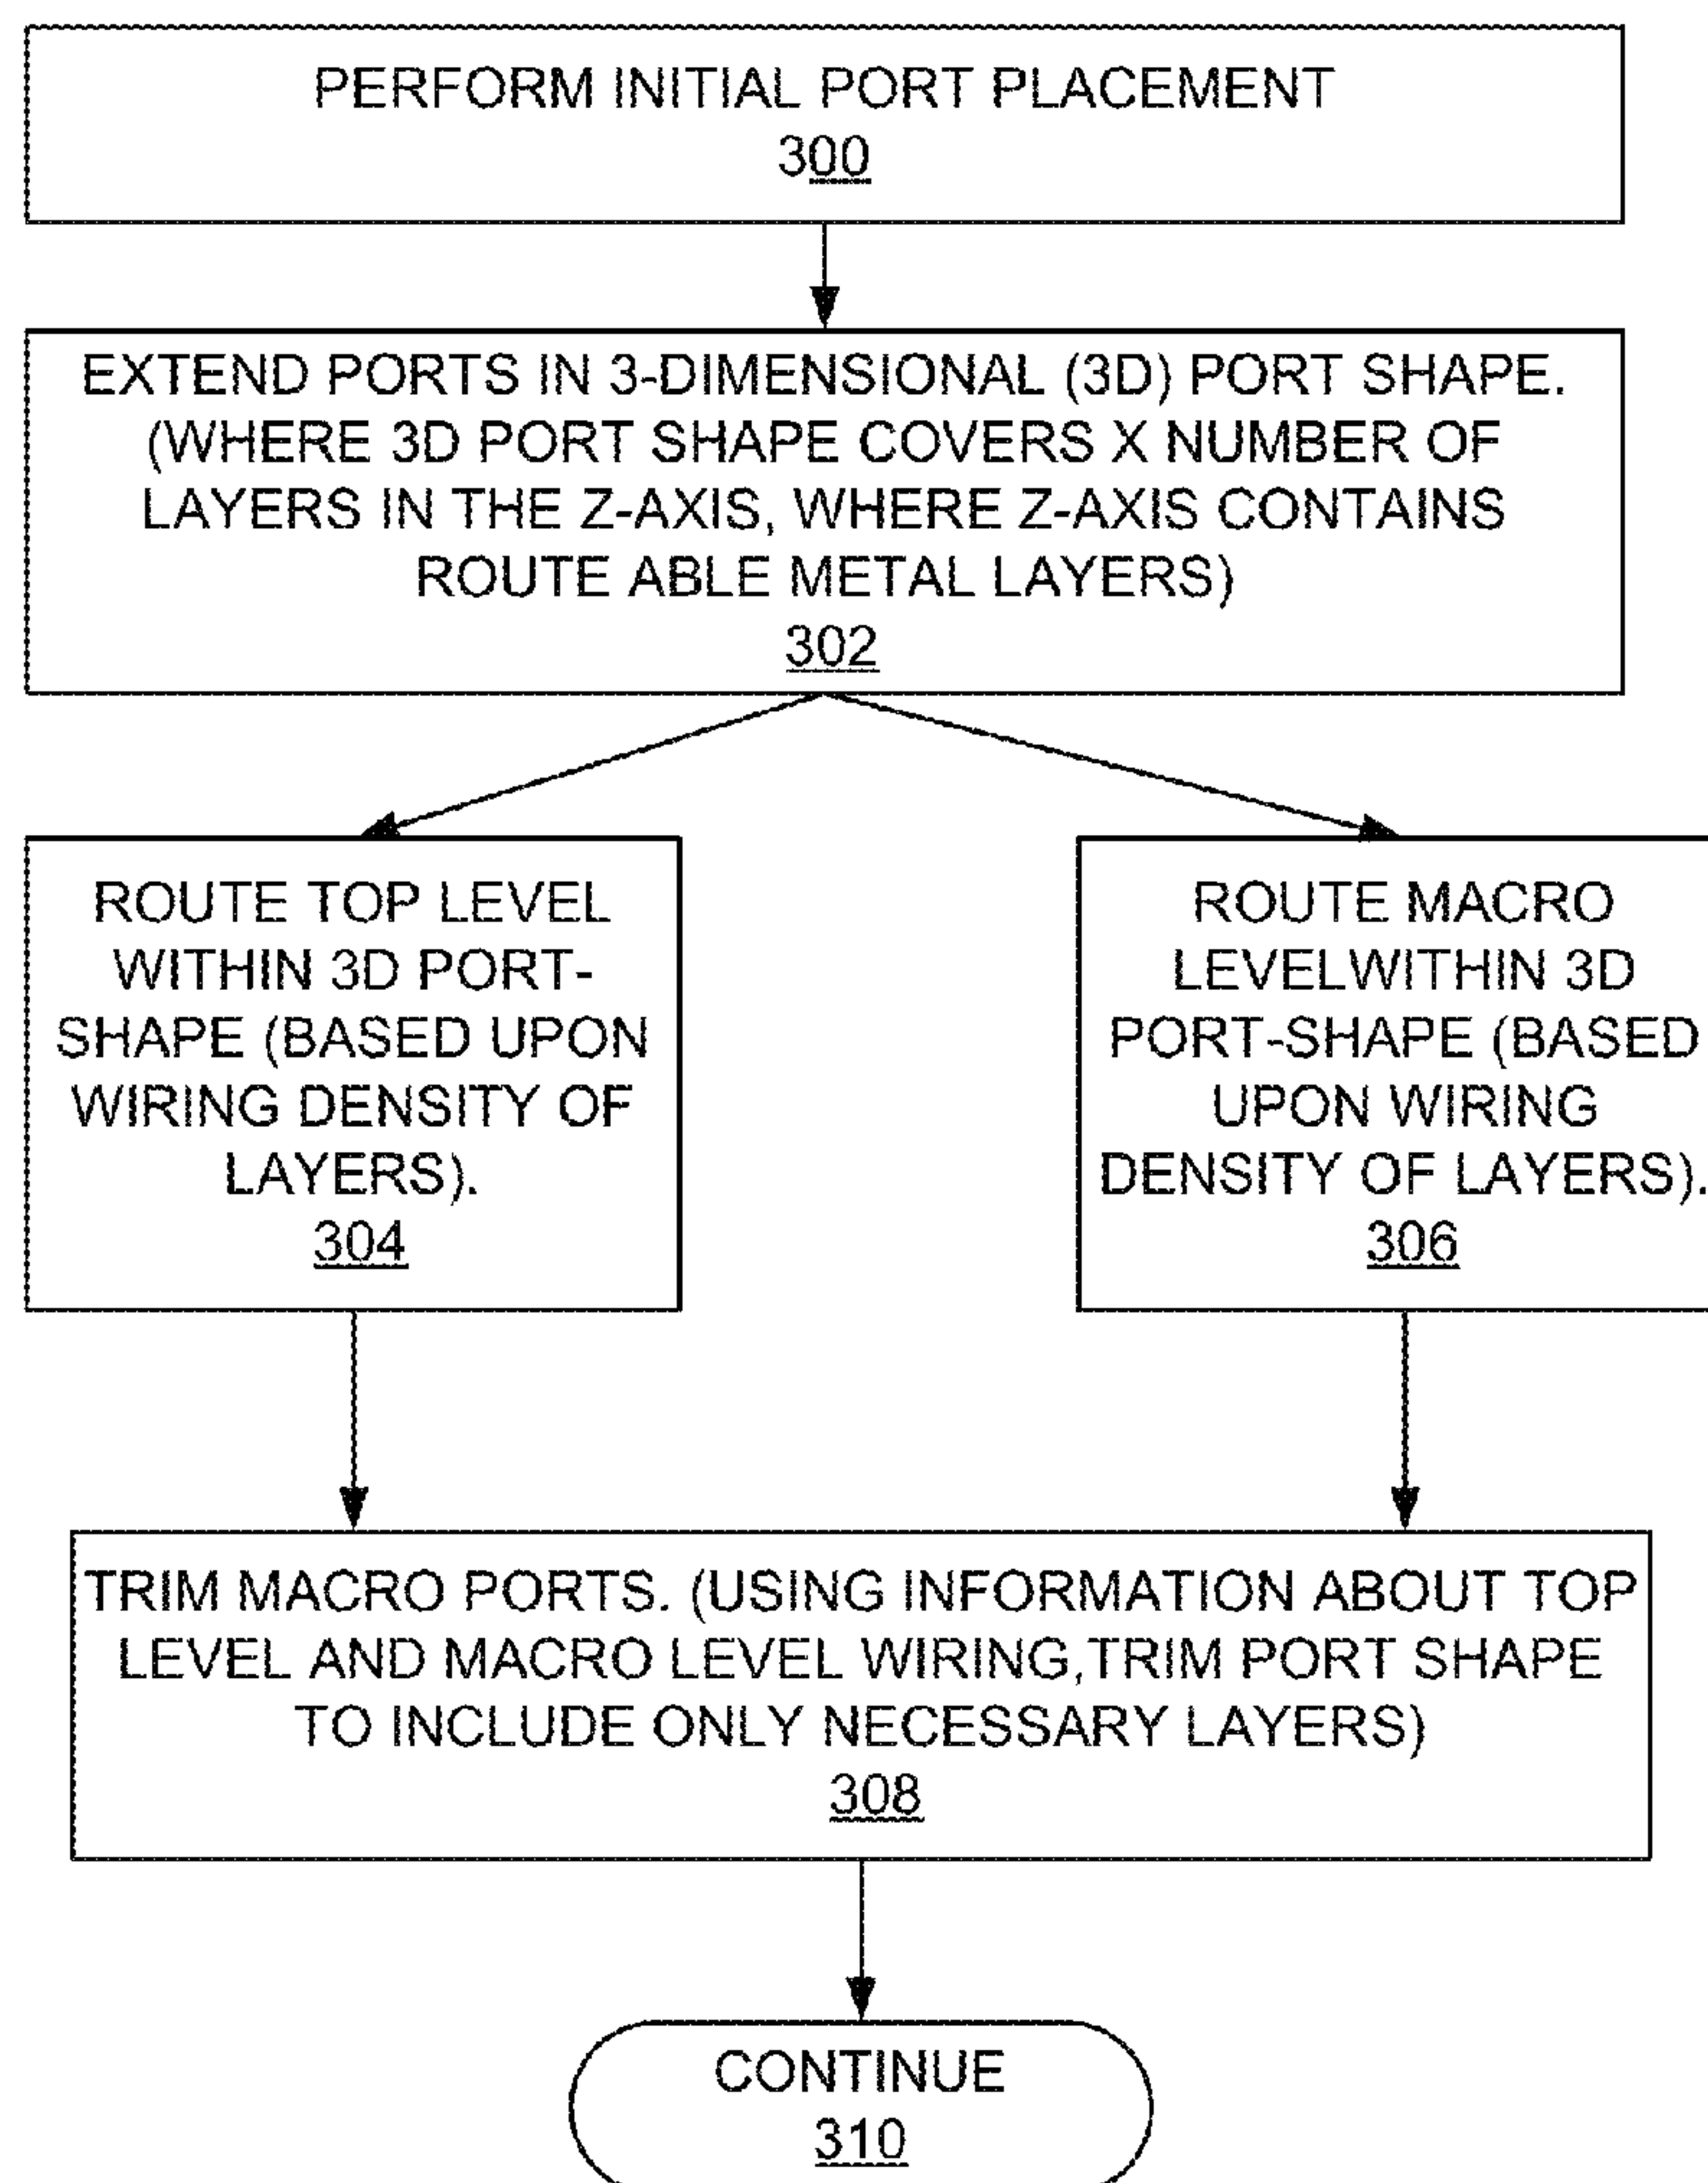 PERFORM INITIAL PORT PLACEMENT
300
EXTEND PORTS IN 3-DIMENSIONAL (3D) PORT SHAPE.
(WHERE 3D PORT SHAPE COVERS X NUMBER OF
LAYERS IN THE Z-AXIS, WHERE Z-AXIS CONTAINS
ROUTE ABLE METAL LAYERS)
302
ROUTE TOP LEVEL
WITHIN 3D PORT-
SHAPE (BASED UPON
WIRING DENSITY OF
LAYERS).
304
ROUTE MACRO
LEVELWITHIN 3D
PORT-SHAPE (BASED
UPON WIRING
DENSITY OF LAYERS).
306
TRIM MACRO PORTS. (USING INFORMATION ABOUT TOP
LEVEL AND MACRO LEVEL WIRING,TRIM PORT SHAPE
TO INCLUDE ONLY NECESSARY LAYERS)
308
CONTINUE
310